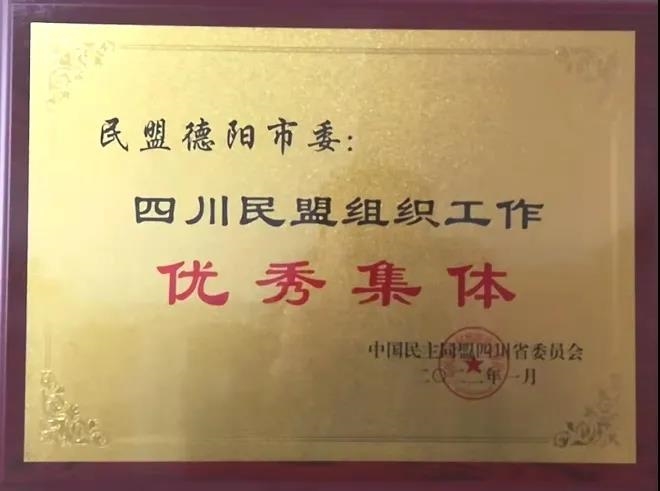 民盟德阳市委：
四川民盟组织工作
优秀集体
中国民主同盟四川省委员会
二〇二二年一月